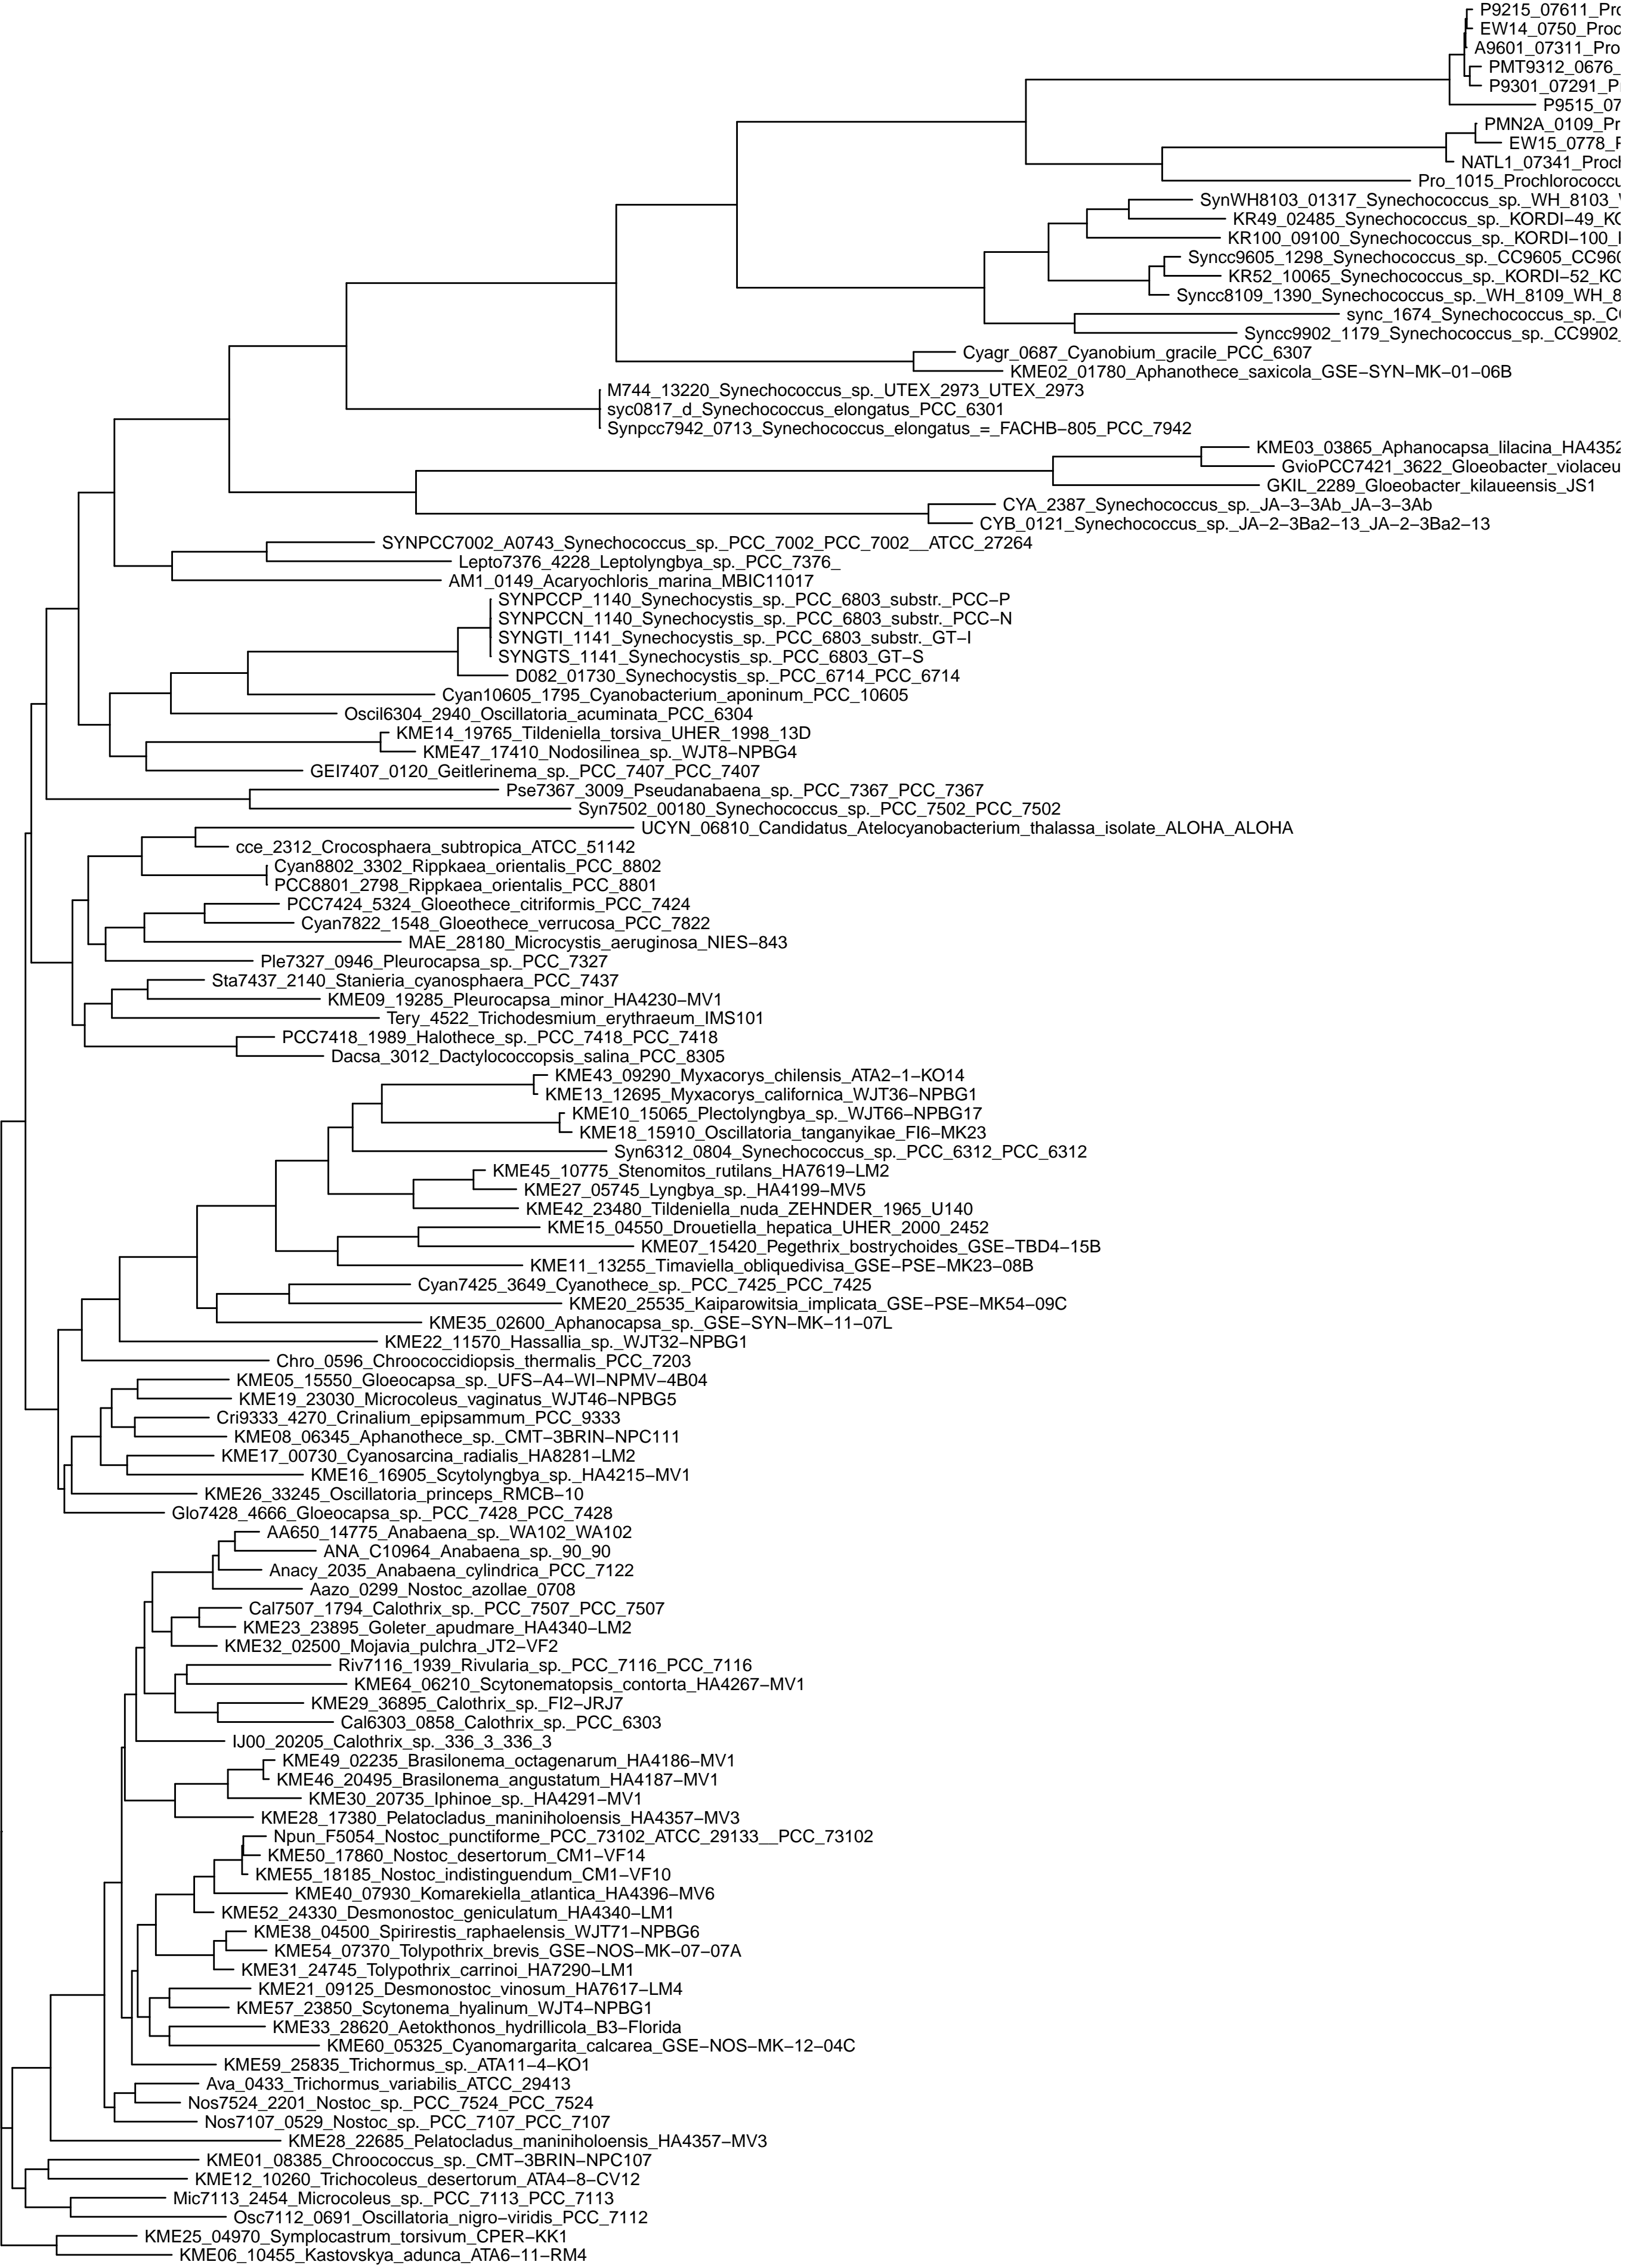 P9215_07611_Pro
EW14_0750_Proc
A9601_07311_Pro
PMT9312_0676_
P9301_07291_P
P9515_07
PMN2A_0109_Pr
EW15_0778_P
NATL1_07341_Proch
Pro_1015_Prochlorococcu
SynWH8103_01317_Synechococcus_sp._WH_8103_
KR49_02485_Synechococcus_sp._KORDI−49_KO
KR100_09100_Synechococcus_sp._KORDI−100_
Syncc9605_1298_Synechococcus_sp._CC9605_CC960
KR52_10065_Synechococcus_sp._KORDI−52_KO
Syncc8109_1390_Synechococcus_sp._WH_8109_WH_8
sync_1674_Synechococcus_sp._C
Syncc9902_1179_Synechococcus_sp._CC9902_
Cyagr_0687_Cyanobium_gracile_PCC_6307
KME02_01780_Aphanothece_saxicola_GSE−SYN−MK−01−06B
M744_13220_Synechococcus_sp._UTEX_2973_UTEX_2973
syc0817_d_Synechococcus_elongatus_PCC_6301
Synpcc7942_0713_Synechococcus_elongatus_=_FACHB−805_PCC_7942
KME03_03865_Aphanocapsa_lilacina_HA4352
GvioPCC7421_3622_Gloeobacter_violaceu
GKIL_2289_Gloeobacter_kilaueensis_JS1
CYA_2387_Synechococcus_sp._JA−3−3Ab_JA−3−3Ab
CYB_0121_Synechococcus_sp._JA−2−3Ba2−13_JA−2−3Ba2−13
SYNPCC7002_A0743_Synechococcus_sp._PCC_7002_PCC_7002__ATCC_27264
Lepto7376_4228_Leptolyngbya_sp._PCC_7376_
AM1_0149_Acaryochloris_marina_MBIC11017
SYNPCCP_1140_Synechocystis_sp._PCC_6803_substr._PCC−P
SYNPCCN_1140_Synechocystis_sp._PCC_6803_substr._PCC−N
SYNGTI_1141_Synechocystis_sp._PCC_6803_substr._GT−I
SYNGTS_1141_Synechocystis_sp._PCC_6803_GT−S
D082_01730_Synechocystis_sp._PCC_6714_PCC_6714
Cyan10605_1795_Cyanobacterium_aponinum_PCC_10605
Oscil6304_2940_Oscillatoria_acuminata_PCC_6304
KME14_19765_Tildeniella_torsiva_UHER_1998_13D
KME47_17410_Nodosilinea_sp._WJT8−NPBG4
GEI7407_0120_Geitlerinema_sp._PCC_7407_PCC_7407
Pse7367_3009_Pseudanabaena_sp._PCC_7367_PCC_7367
Syn7502_00180_Synechococcus_sp._PCC_7502_PCC_7502
UCYN_06810_Candidatus_Atelocyanobacterium_thalassa_isolate_ALOHA_ALOHA
cce_2312_Crocosphaera_subtropica_ATCC_51142
Cyan8802_3302_Rippkaea_orientalis_PCC_8802
PCC8801_2798_Rippkaea_orientalis_PCC_8801
PCC7424_5324_Gloeothece_citriformis_PCC_7424
Cyan7822_1548_Gloeothece_verrucosa_PCC_7822
MAE_28180_Microcystis_aeruginosa_NIES−843
Ple7327_0946_Pleurocapsa_sp._PCC_7327
Sta7437_2140_Stanieria_cyanosphaera_PCC_7437
KME09_19285_Pleurocapsa_minor_HA4230−MV1
Tery_4522_Trichodesmium_erythraeum_IMS101
PCC7418_1989_Halothece_sp._PCC_7418_PCC_7418
Dacsa_3012_Dactylococcopsis_salina_PCC_8305
KME43_09290_Myxacorys_chilensis_ATA2−1−KO14
KME13_12695_Myxacorys_californica_WJT36−NPBG1
KME10_15065_Plectolyngbya_sp._WJT66−NPBG17
KME18_15910_Oscillatoria_tanganyikae_FI6−MK23
Syn6312_0804_Synechococcus_sp._PCC_6312_PCC_6312
KME45_10775_Stenomitos_rutilans_HA7619−LM2
KME27_05745_Lyngbya_sp._HA4199−MV5
KME42_23480_Tildeniella_nuda_ZEHNDER_1965_U140
KME15_04550_Drouetiella_hepatica_UHER_2000_2452
KME07_15420_Pegethrix_bostrychoides_GSE−TBD4−15B
KME11_13255_Timaviella_obliquedivisa_GSE−PSE−MK23−08B
Cyan7425_3649_Cyanothece_sp._PCC_7425_PCC_7425
KME20_25535_Kaiparowitsia_implicata_GSE−PSE−MK54−09C
KME35_02600_Aphanocapsa_sp._GSE−SYN−MK−11−07L
KME22_11570_Hassallia_sp._WJT32−NPBG1
Chro_0596_Chroococcidiopsis_thermalis_PCC_7203
KME05_15550_Gloeocapsa_sp._UFS−A4−WI−NPMV−4B04
KME19_23030_Microcoleus_vaginatus_WJT46−NPBG5
Cri9333_4270_Crinalium_epipsammum_PCC_9333
KME08_06345_Aphanothece_sp._CMT−3BRIN−NPC111
KME17_00730_Cyanosarcina_radialis_HA8281−LM2
KME16_16905_Scytolyngbya_sp._HA4215−MV1
KME26_33245_Oscillatoria_princeps_RMCB−10
Glo7428_4666_Gloeocapsa_sp._PCC_7428_PCC_7428
AA650_14775_Anabaena_sp._WA102_WA102
ANA_C10964_Anabaena_sp._90_90
Anacy_2035_Anabaena_cylindrica_PCC_7122
Aazo_0299_Nostoc_azollae_0708
Cal7507_1794_Calothrix_sp._PCC_7507_PCC_7507
KME23_23895_Goleter_apudmare_HA4340−LM2
KME32_02500_Mojavia_pulchra_JT2−VF2
Riv7116_1939_Rivularia_sp._PCC_7116_PCC_7116
KME64_06210_Scytonematopsis_contorta_HA4267−MV1
KME29_36895_Calothrix_sp._FI2−JRJ7
Cal6303_0858_Calothrix_sp._PCC_6303
IJ00_20205_Calothrix_sp._336_3_336_3
KME49_02235_Brasilonema_octagenarum_HA4186−MV1
KME46_20495_Brasilonema_angustatum_HA4187−MV1
KME30_20735_Iphinoe_sp._HA4291−MV1
KME28_17380_Pelatocladus_maniniholoensis_HA4357−MV3
Npun_F5054_Nostoc_punctiforme_PCC_73102_ATCC_29133__PCC_73102
KME50_17860_Nostoc_desertorum_CM1−VF14
KME55_18185_Nostoc_indistinguendum_CM1−VF10
KME40_07930_Komarekiella_atlantica_HA4396−MV6
KME52_24330_Desmonostoc_geniculatum_HA4340−LM1
KME38_04500_Spirirestis_raphaelensis_WJT71−NPBG6
KME54_07370_Tolypothrix_brevis_GSE−NOS−MK−07−07A
KME31_24745_Tolypothrix_carrinoi_HA7290−LM1
KME21_09125_Desmonostoc_vinosum_HA7617−LM4
KME57_23850_Scytonema_hyalinum_WJT4−NPBG1
KME33_28620_Aetokthonos_hydrillicola_B3−Florida
KME60_05325_Cyanomargarita_calcarea_GSE−NOS−MK−12−04C
KME59_25835_Trichormus_sp._ATA11−4−KO1
Ava_0433_Trichormus_variabilis_ATCC_29413
Nos7524_2201_Nostoc_sp._PCC_7524_PCC_7524
Nos7107_0529_Nostoc_sp._PCC_7107_PCC_7107
KME28_22685_Pelatocladus_maniniholoensis_HA4357−MV3
KME01_08385_Chroococcus_sp._CMT−3BRIN−NPC107
KME12_10260_Trichocoleus_desertorum_ATA4−8−CV12
Mic7113_2454_Microcoleus_sp._PCC_7113_PCC_7113
Osc7112_0691_Oscillatoria_nigro−viridis_PCC_7112
KME25_04970_Symplocastrum_torsivum_CPER−KK1
KME06_10455_Kastovskya_adunca_ATA6−11−RM4